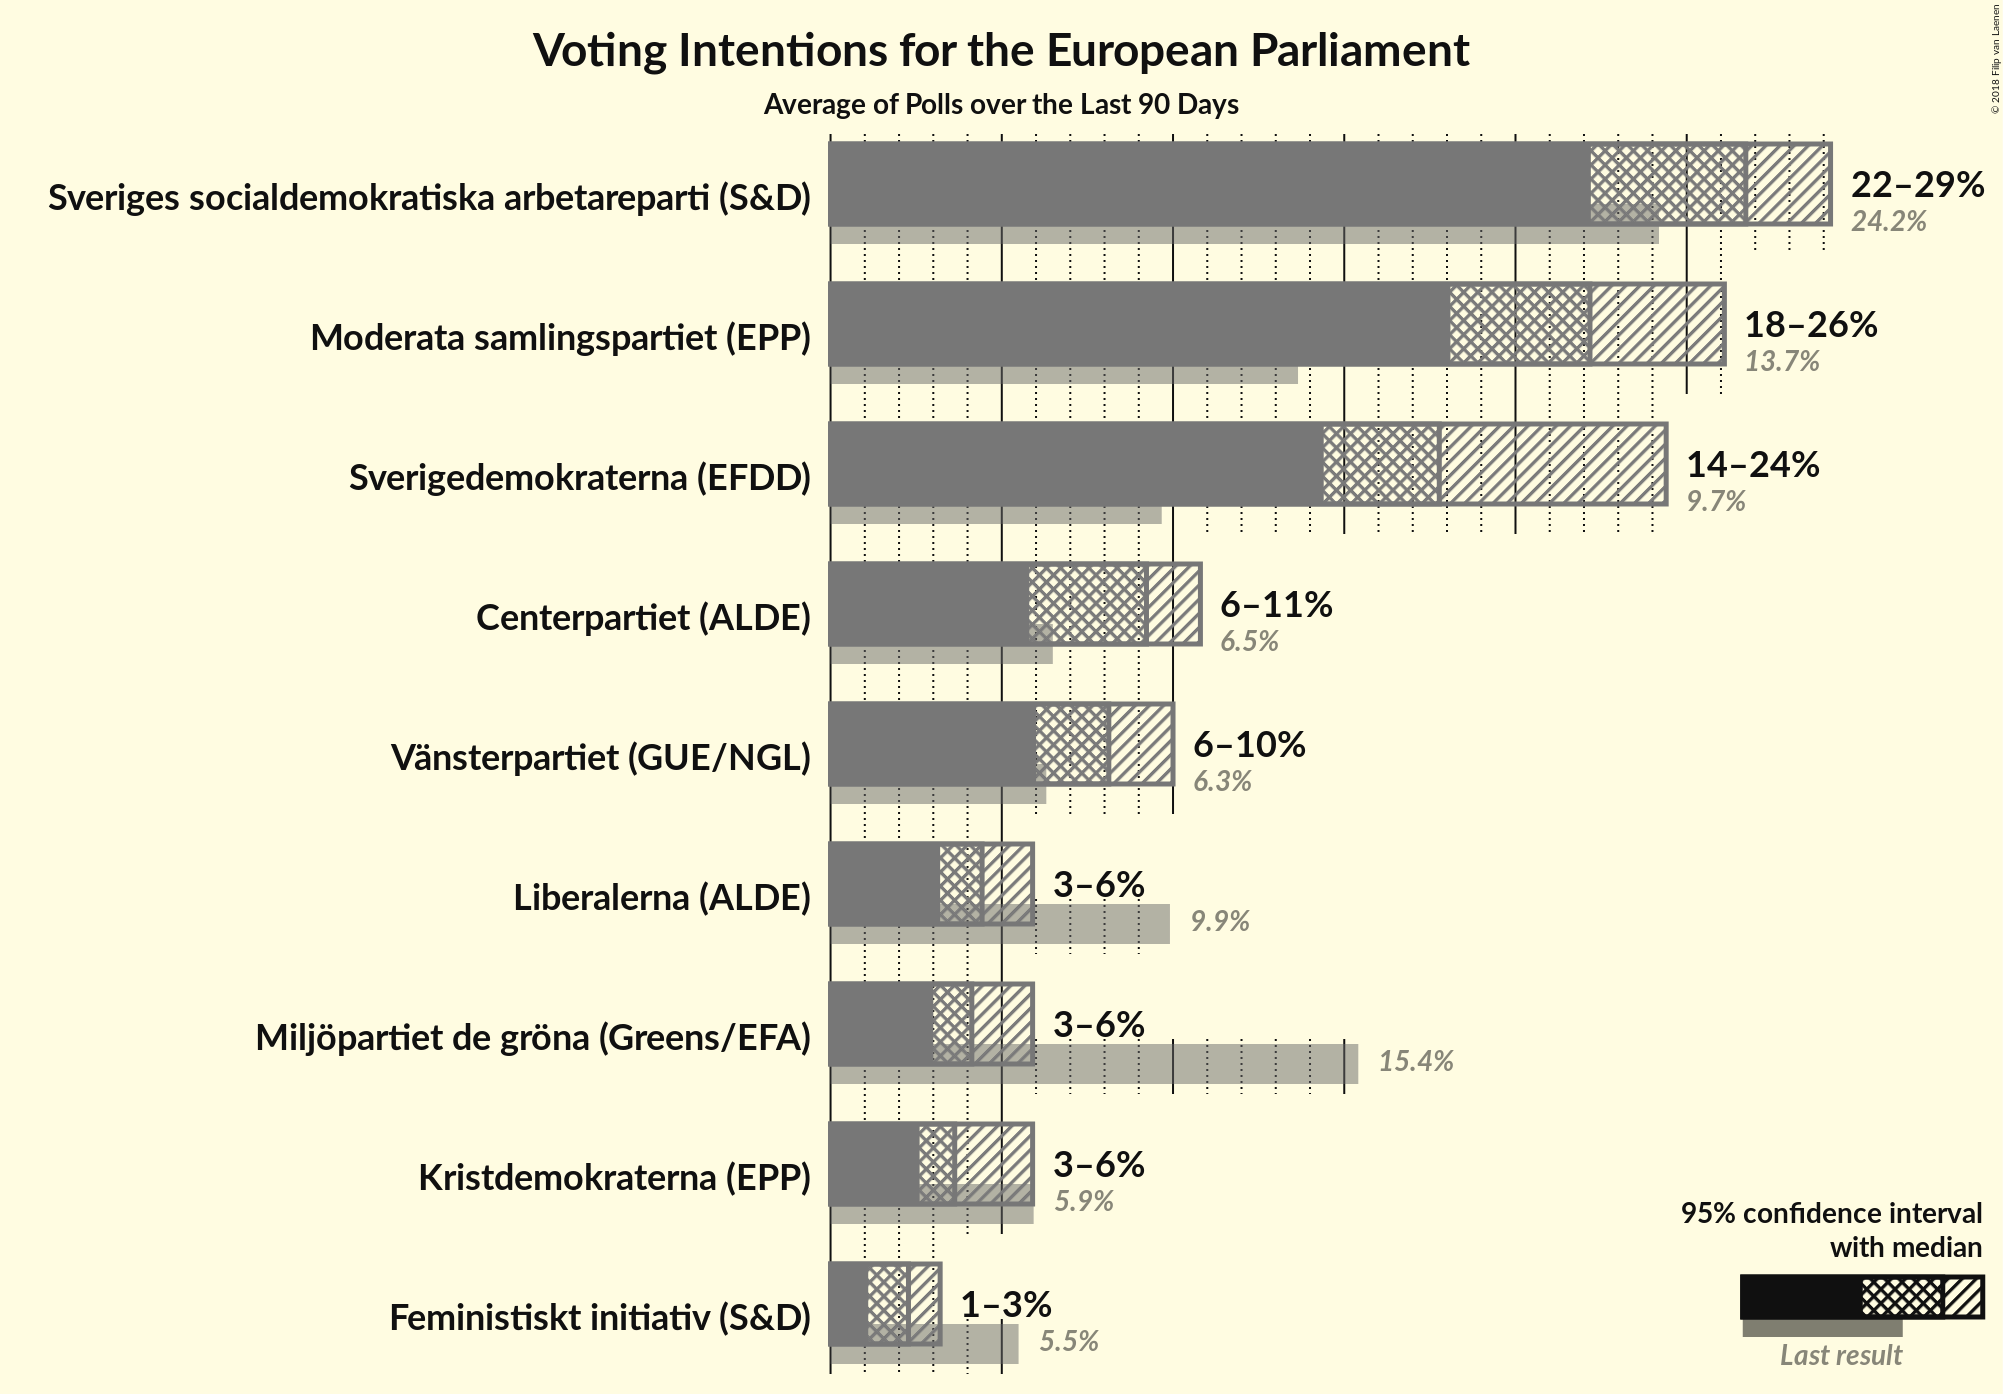 Voting Intentions for the European Parliament
Average of Polls over the Last 90 Days
© 2018 Filip van Laenen
Sveriges socialdemokratiska arbetareparti (S&D)
22–29%
24.2%
Moderata samlingspartiet (EPP)
18–26%
13.7%
Sverigedemokraterna (EFDD)
14–24%
9.7%
Centerpartiet (ALDE)
6–11%
6.5%
Vänsterpartiet (GUE/NGL)
6–10%
6.3%
Liberalerna (ALDE)
3–6%
9.9%
Miljöpartiet de gröna (Greens/EFA)
3–6%
15.4%
Kristdemokraterna (EPP)
3–6%
5.9%
Feministiskt initiativ (S&D)
1–3%
5.5%
95% confidence interval
with median
Last result